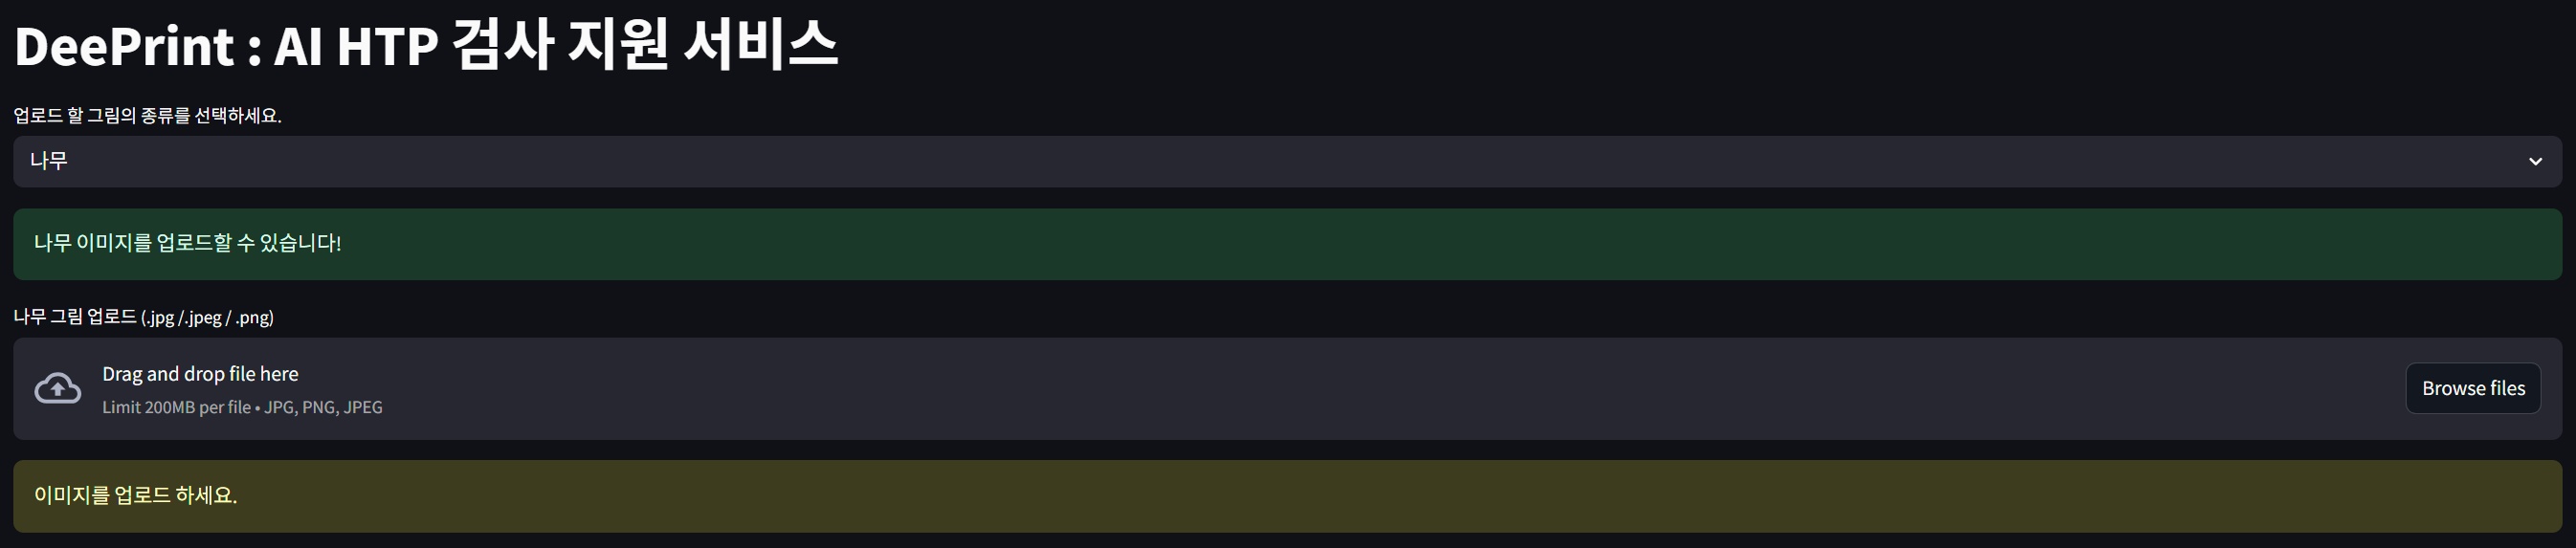 DeePrint : AI HTP 검사 지원 서비스
업로드 할 그림의 종류를 선택하세요.
나무
나무 이미지를 업로드할 수 있습니다!
나무 그림 업로드 (.jpg /.jpeg / .png)
Drag and drop file here
Limit 200MB per file • JPG, PNG, JPEG
Browse files
이미지를 업로드 하세요.